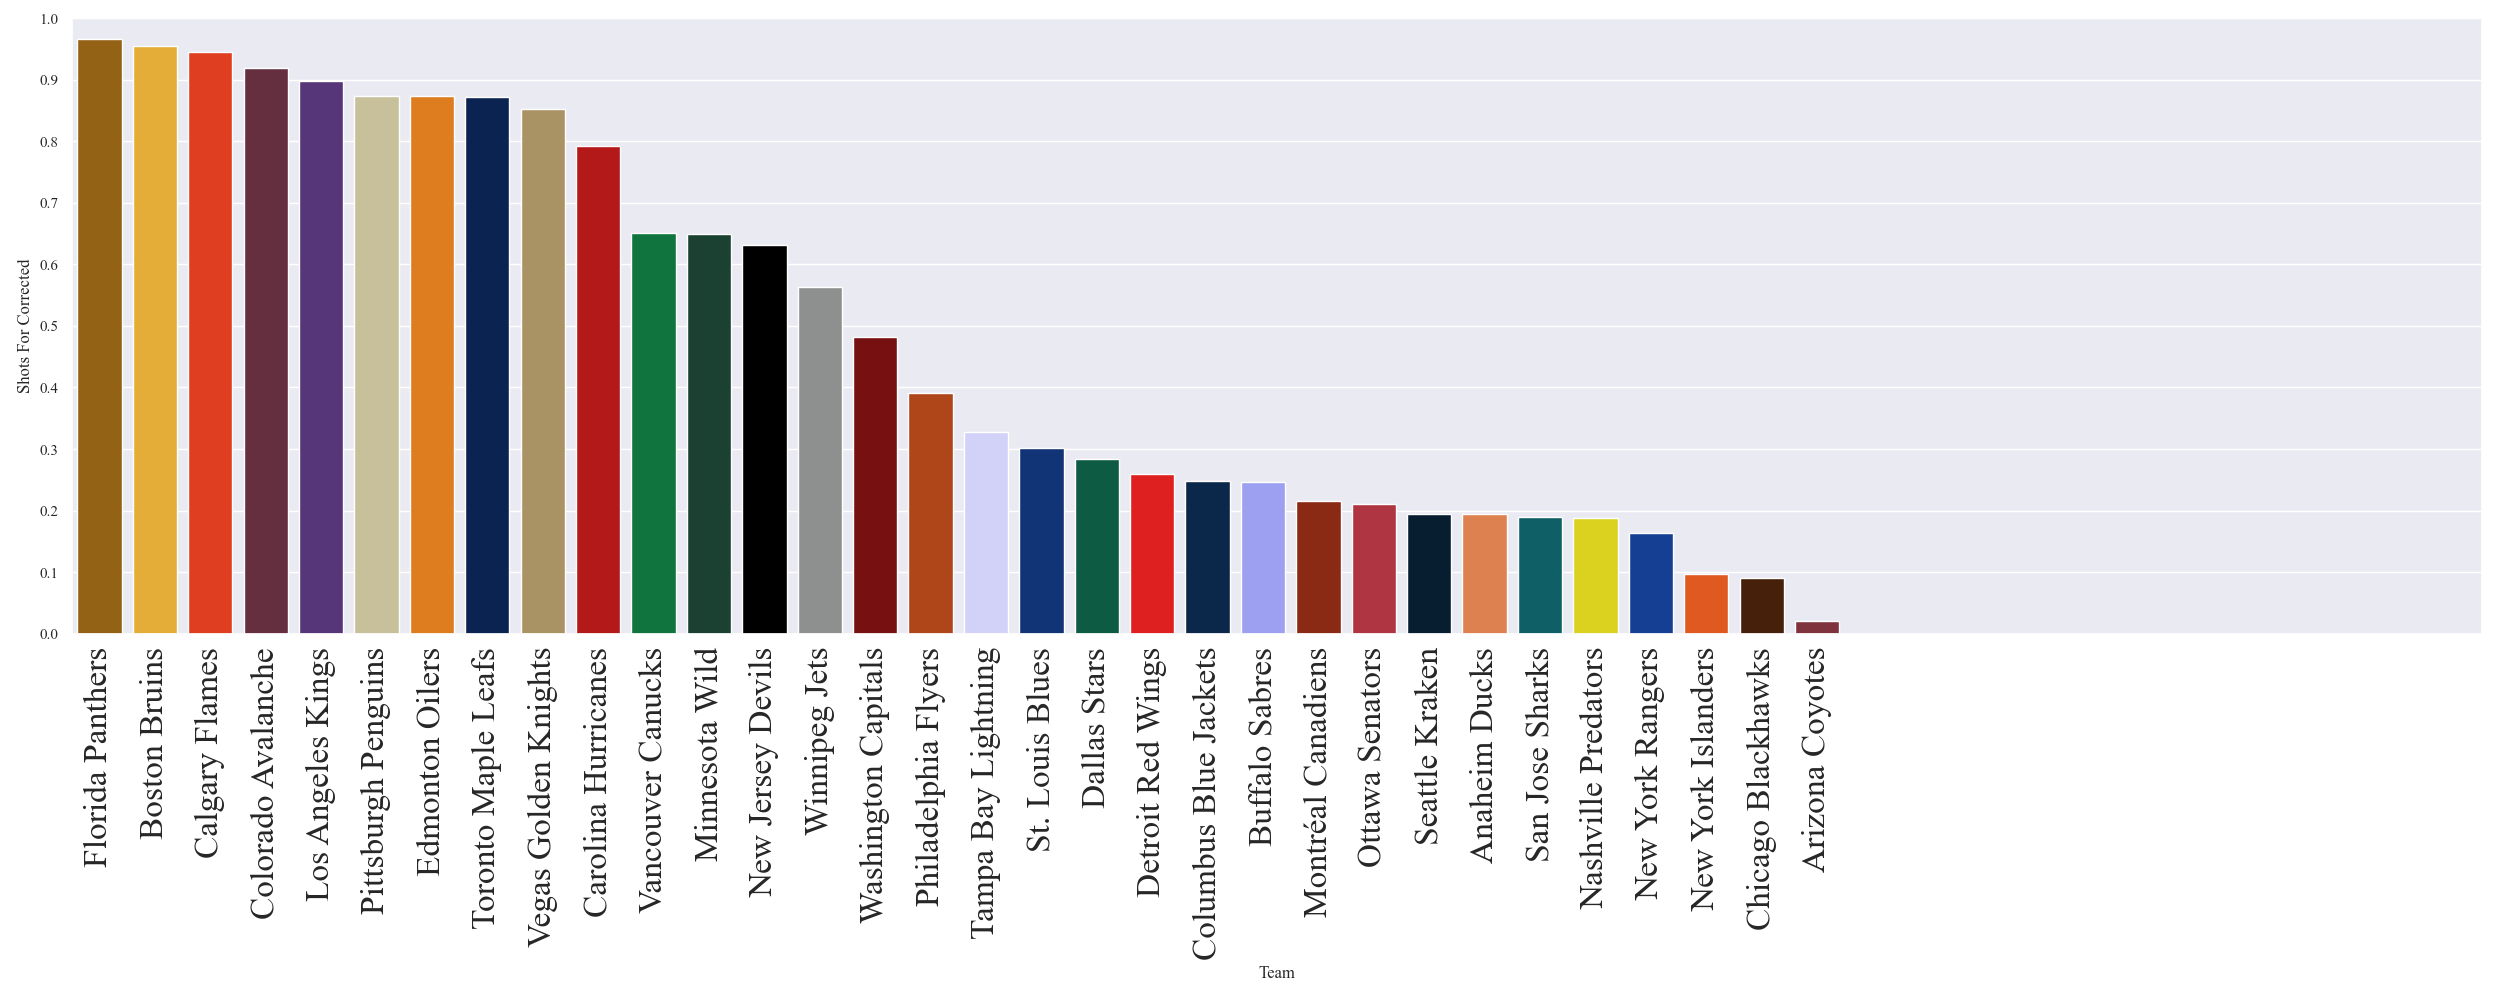 1.0
0.9
0.8
0.7
0.6
0.5
0.4
0.3
0.2
0.1
0.0
Shots For Corrected
Florida Panthers
Boston Bruins
Calgary Flames
Colorado Avalanche
Los Angeles Kings
Pittsburgh Penguins
Edmonton Oilers
Toronto Maple Leafs
Vegas Golden Knights
Carolina Hurricanes
Vancouver Canucks
Minnesota Wild
New Jersey Devils
Winnipeg Jets
Washington Capitals
Philadelphia Flyers
Tampa Bay Lightning
St. Louis Blues
Dallas Stars
Detroit Red Wings
Columbus Blue Jackets
Buffalo Sabres
Montréal Canadiens
Ottawa Senators
Seattle Kraken
Anaheim Ducks
San Jose Sharks
Nashville Predators
New York Rangers
New York Islanders
Chicago Blackhawks
Arizona Coyotes
Team